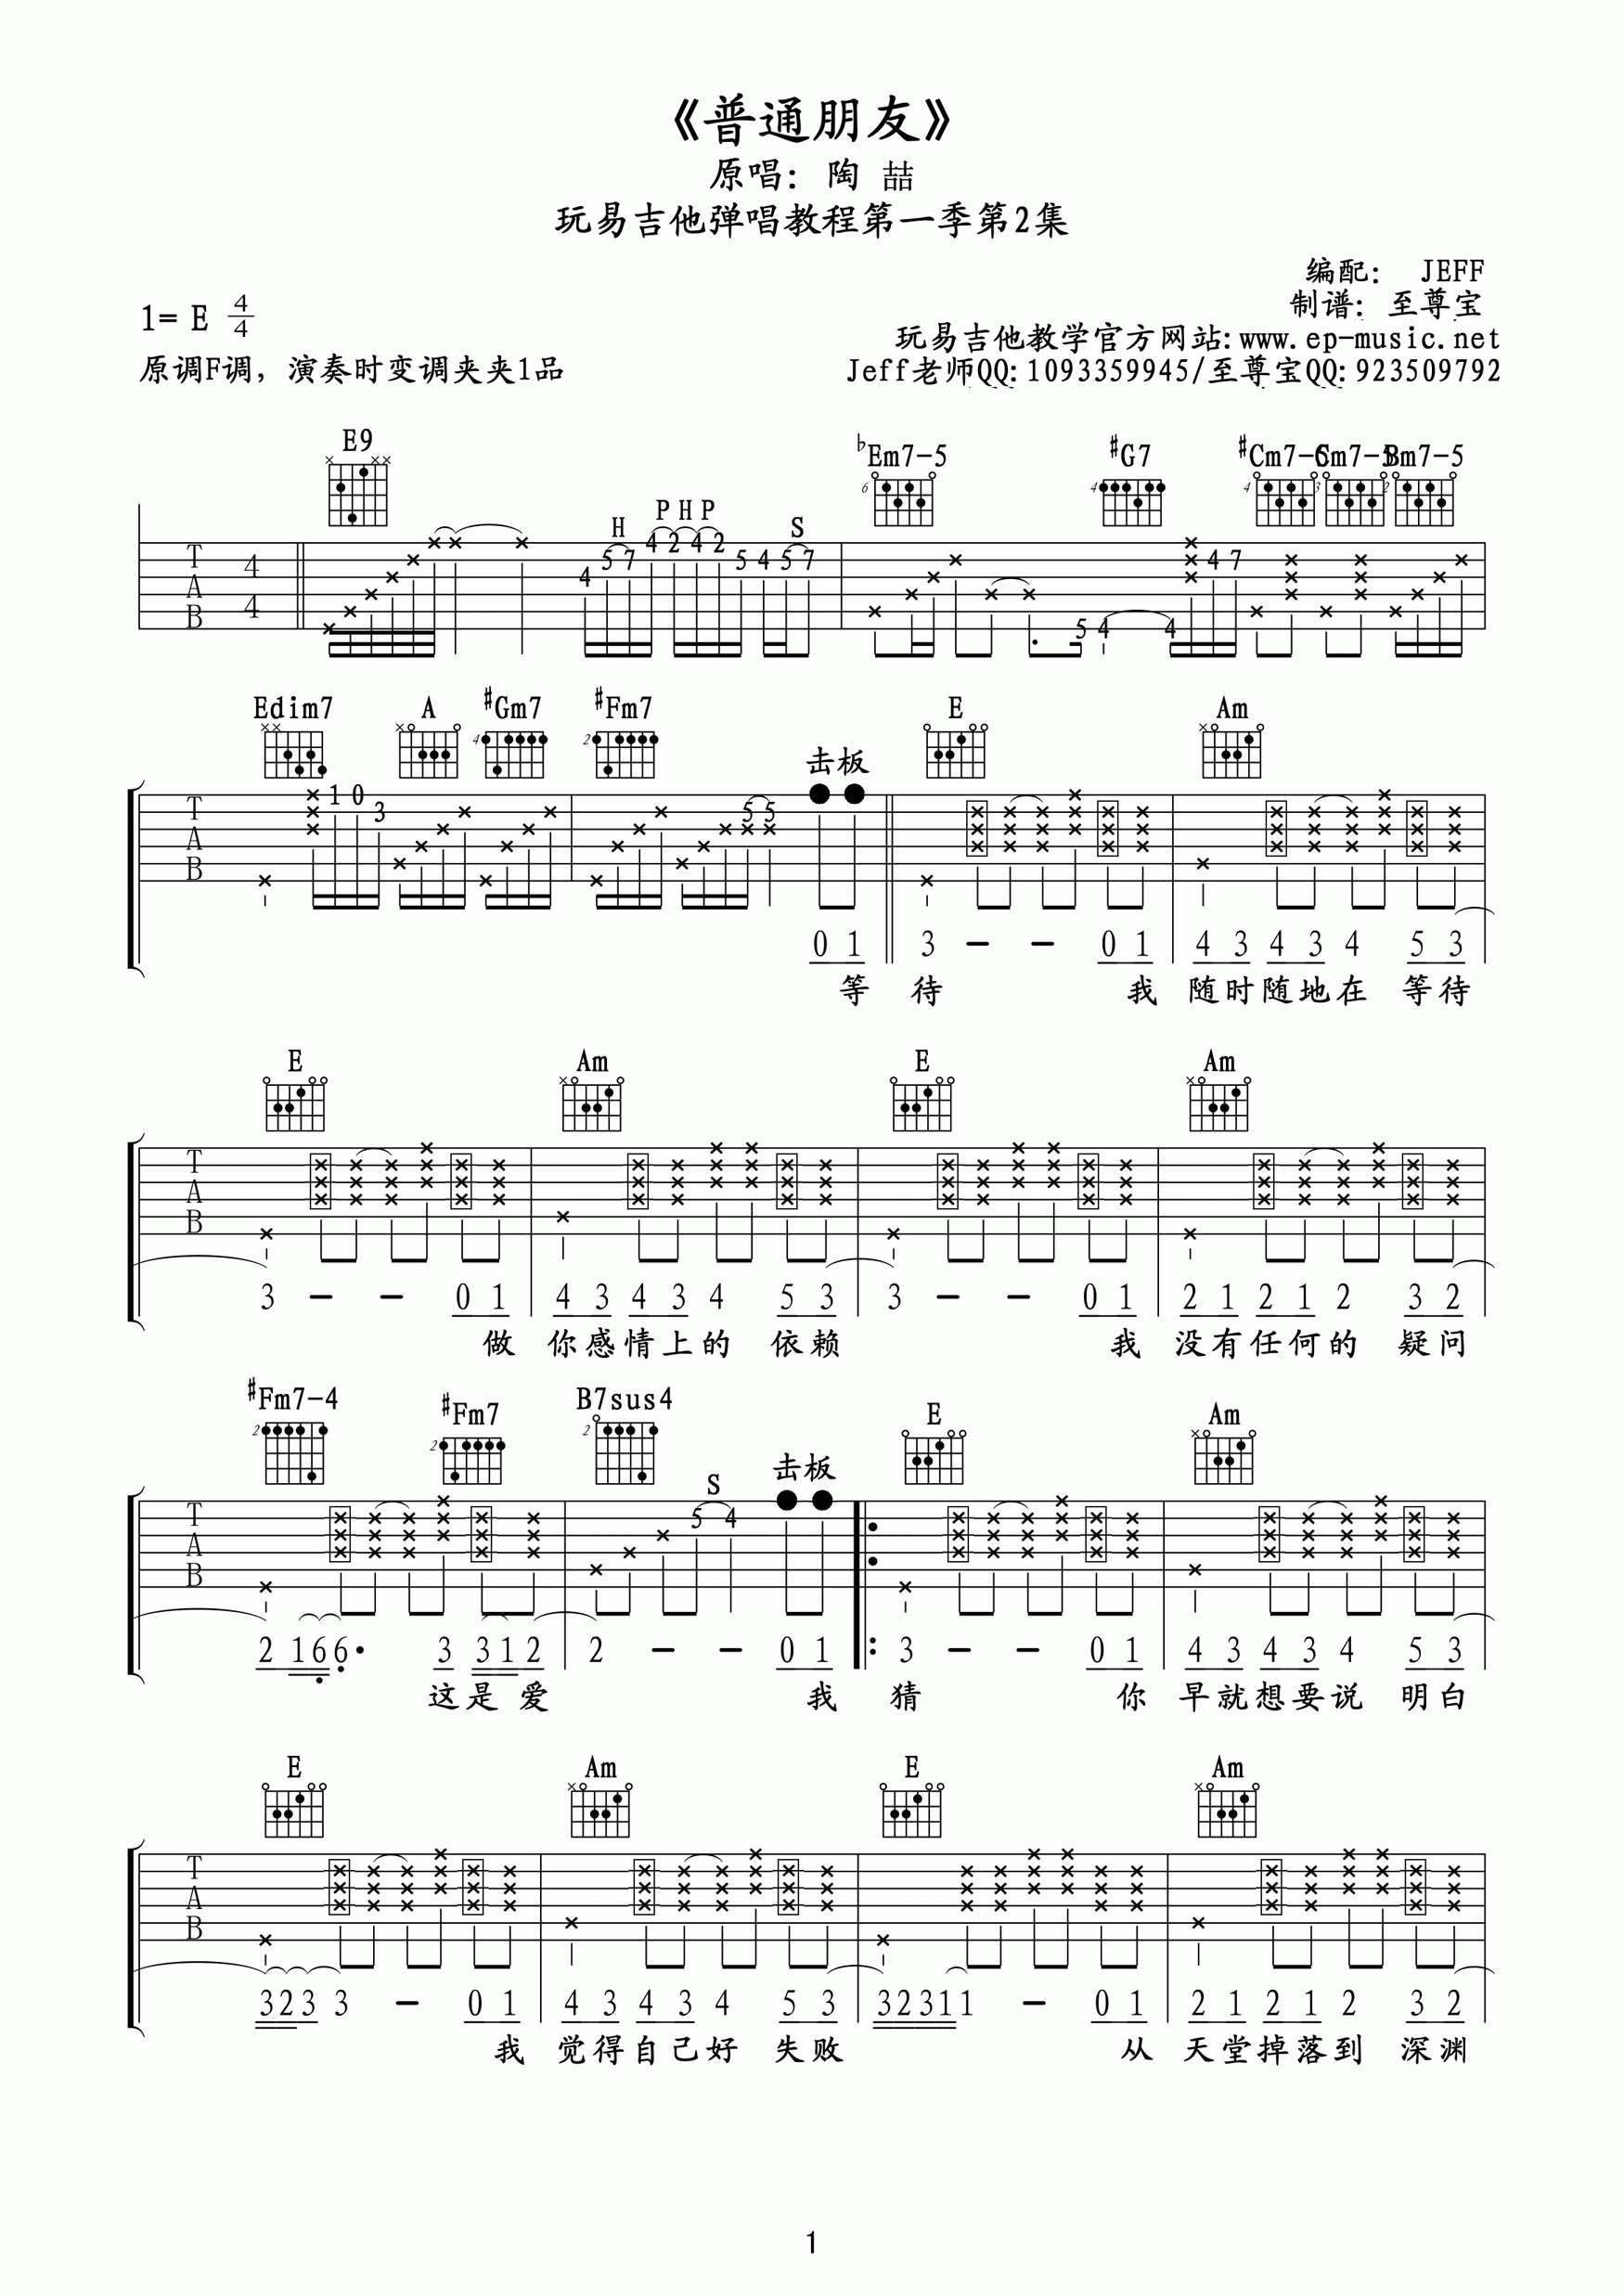 《普通朋友》
原唱：陶 喆
玩易吉他弹唱教程第一季第2集
编配： JEFF
制谱：至尊宝
1= E 4/4
玩易吉他教学官方网站:www.ep-music.net
原调F调，演奏时变调夹夹1品
Jeff老师QQ:1093359945/至尊宝QQ:923509792
E9 ♭Em7-5 #G7 #Cm7-5 Cm7-5 Bm7-5
H P H P S
T A B 4/4 4 5 7 4 2 4 2 5 4 5 7 5 4 4 4 7
Edim7 A #Gm7 #Fm7 击板 E Am
T A B 1 0 3 5 5
0 1 3 - - 0 1 4 3 4 3 4 5 3
等 待 我 随时随地在 等待
E Am E Am
T A B
3 - - 0 1 4 3 4 3 4 5 3 3 - - 0 1 2 1 2 1 2 3 2
做 你感情上的 依赖 我 没有任何的 疑问
#Fm7-4 #Fm7 B7sus4 击板 E Am
S
T A B 5 4
2 1 6 6· 3 3 1 2 2 - - 0 1 3 - - 0 1 4 3 4 3 4 5 3
这是 爱 我 猜 你 早就想要说 明白
E Am E Am
T A B
3 2 3 3 - 0 1 4 3 4 3 4 5 3 3 2 3 1 1 - 0 1 2 1 2 1 2 3 2
我 觉得自己好 失败 从 天堂掉落到 深渊
1